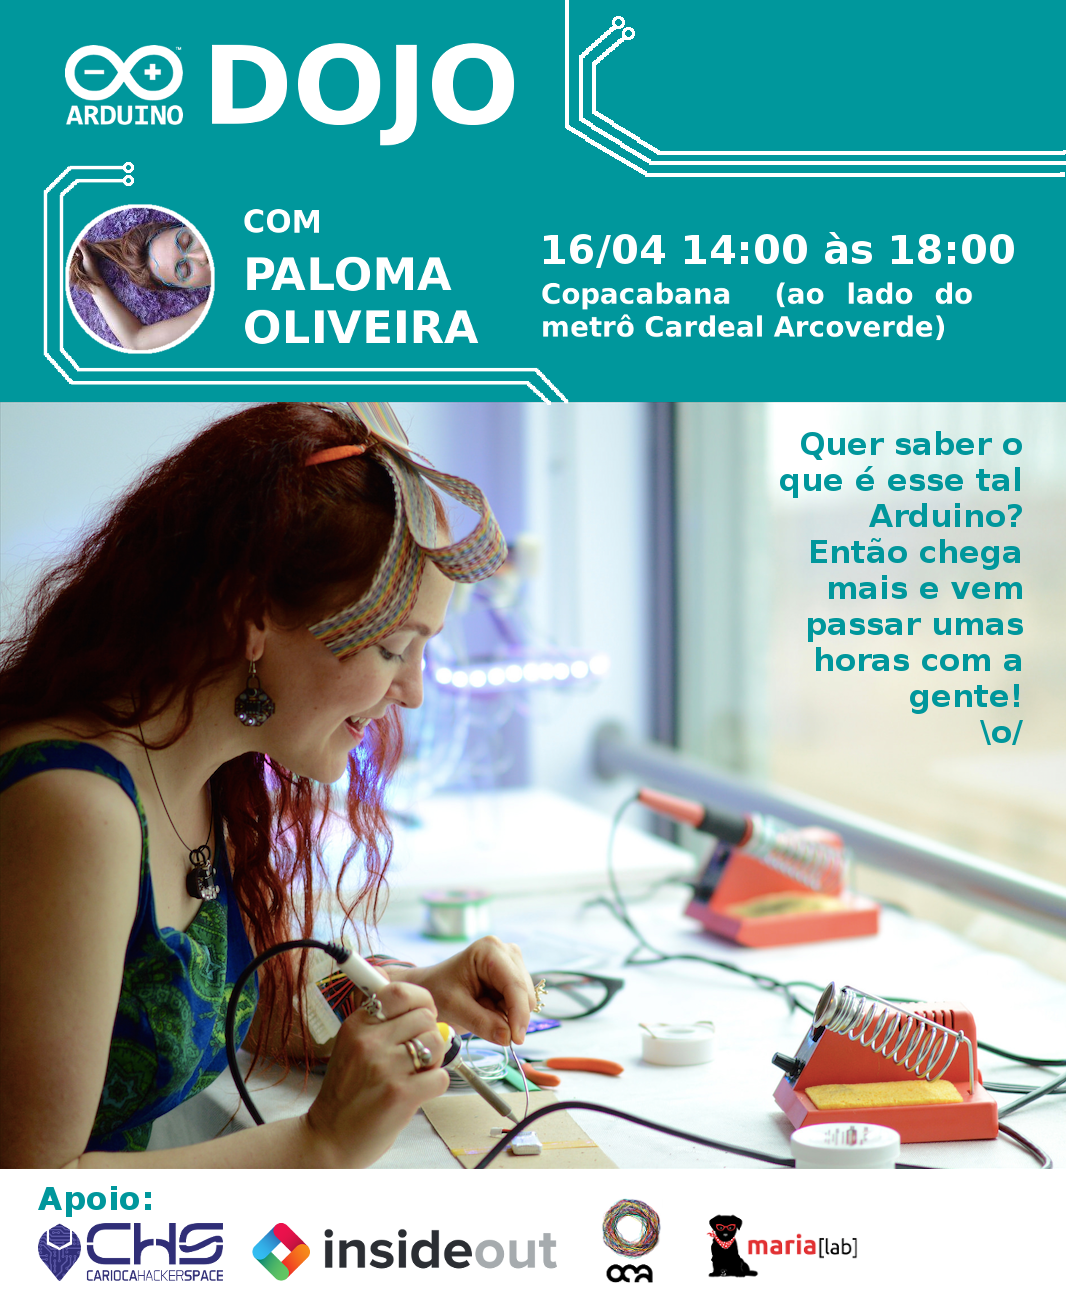 ARDUINO
DOJO
COM
PALOMA
OLIVEIRA
16/04 14:00 às 18:00
Copacabana (ao lado do
metrô Cardeal Arcoverde)
Quer saber o
que é esse tal
Arduino?
Então chega
mais e vem
passar umas
horas com a
gente!
\o/
Apoio:
CHS
CARIOCAHACKERSPACE
insideout
oma
maria[lab]